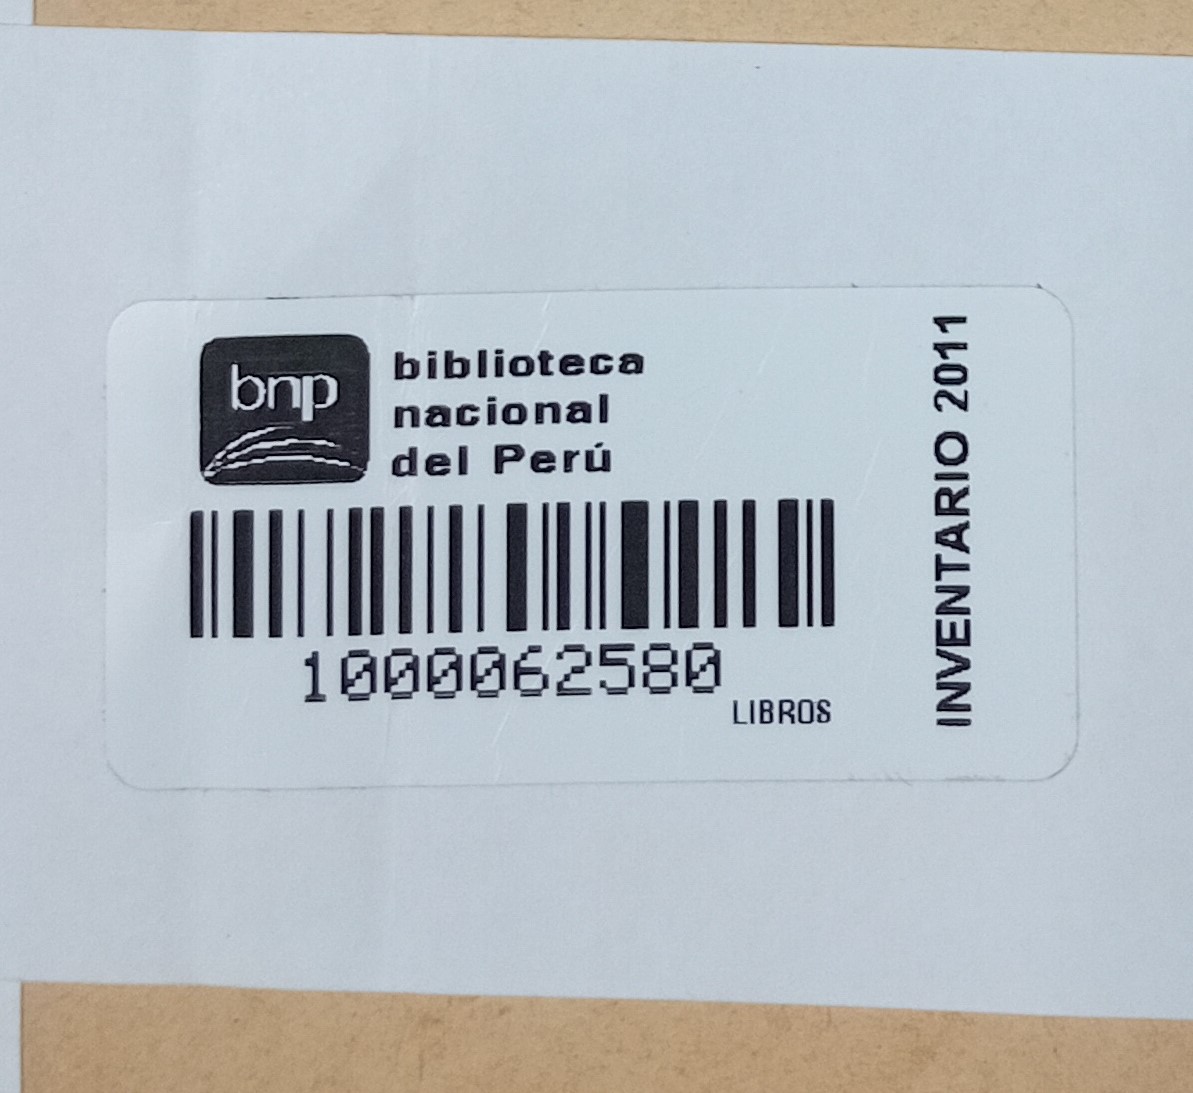 bnp
biblioteca
nacional
del Perú
1000062580
LIBROS
INVENTARIO 2011